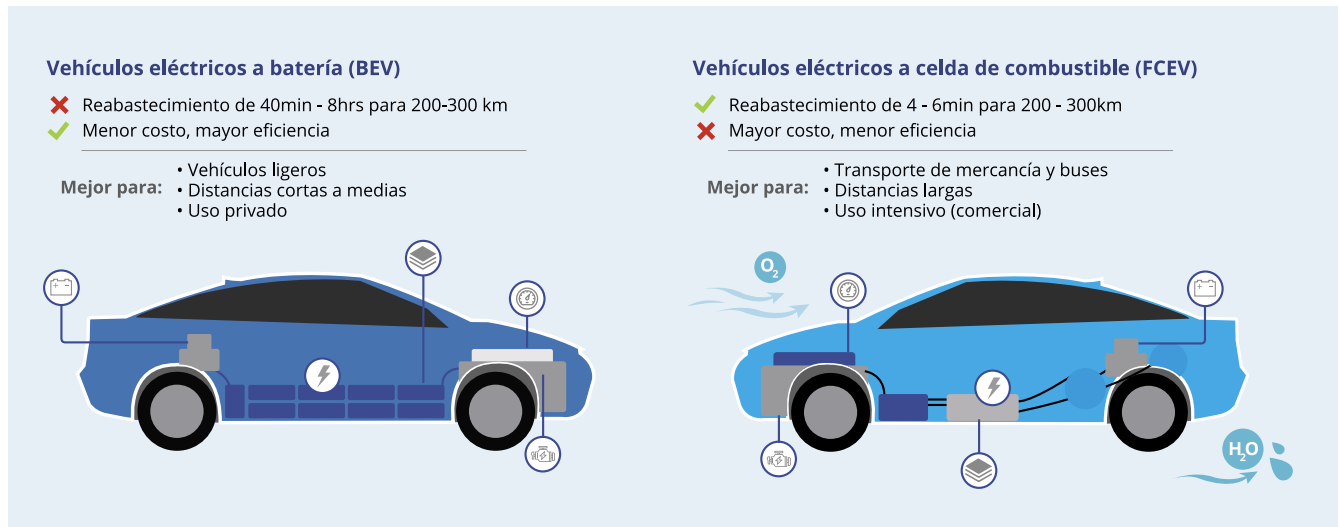 Vehículos eléctricos a batería (BEV)
Reabastecimiento de 40min - 8hrs para 200-300 km
Menor costo, mayor eficiencia
Mejor para:
• Vehículos ligeros
• Distancias cortas a medias
• Uso privado
Vehículos eléctricos a celda de combustible (FCEV)
Reabastecimiento de 4 - 6min para 200 - 300km
Mayor costo, menor eficiencia
Mejor para:
• Transporte de mercancía y buses
• Distancias largas
• Uso intensivo (comercial)
O₂
H₂O